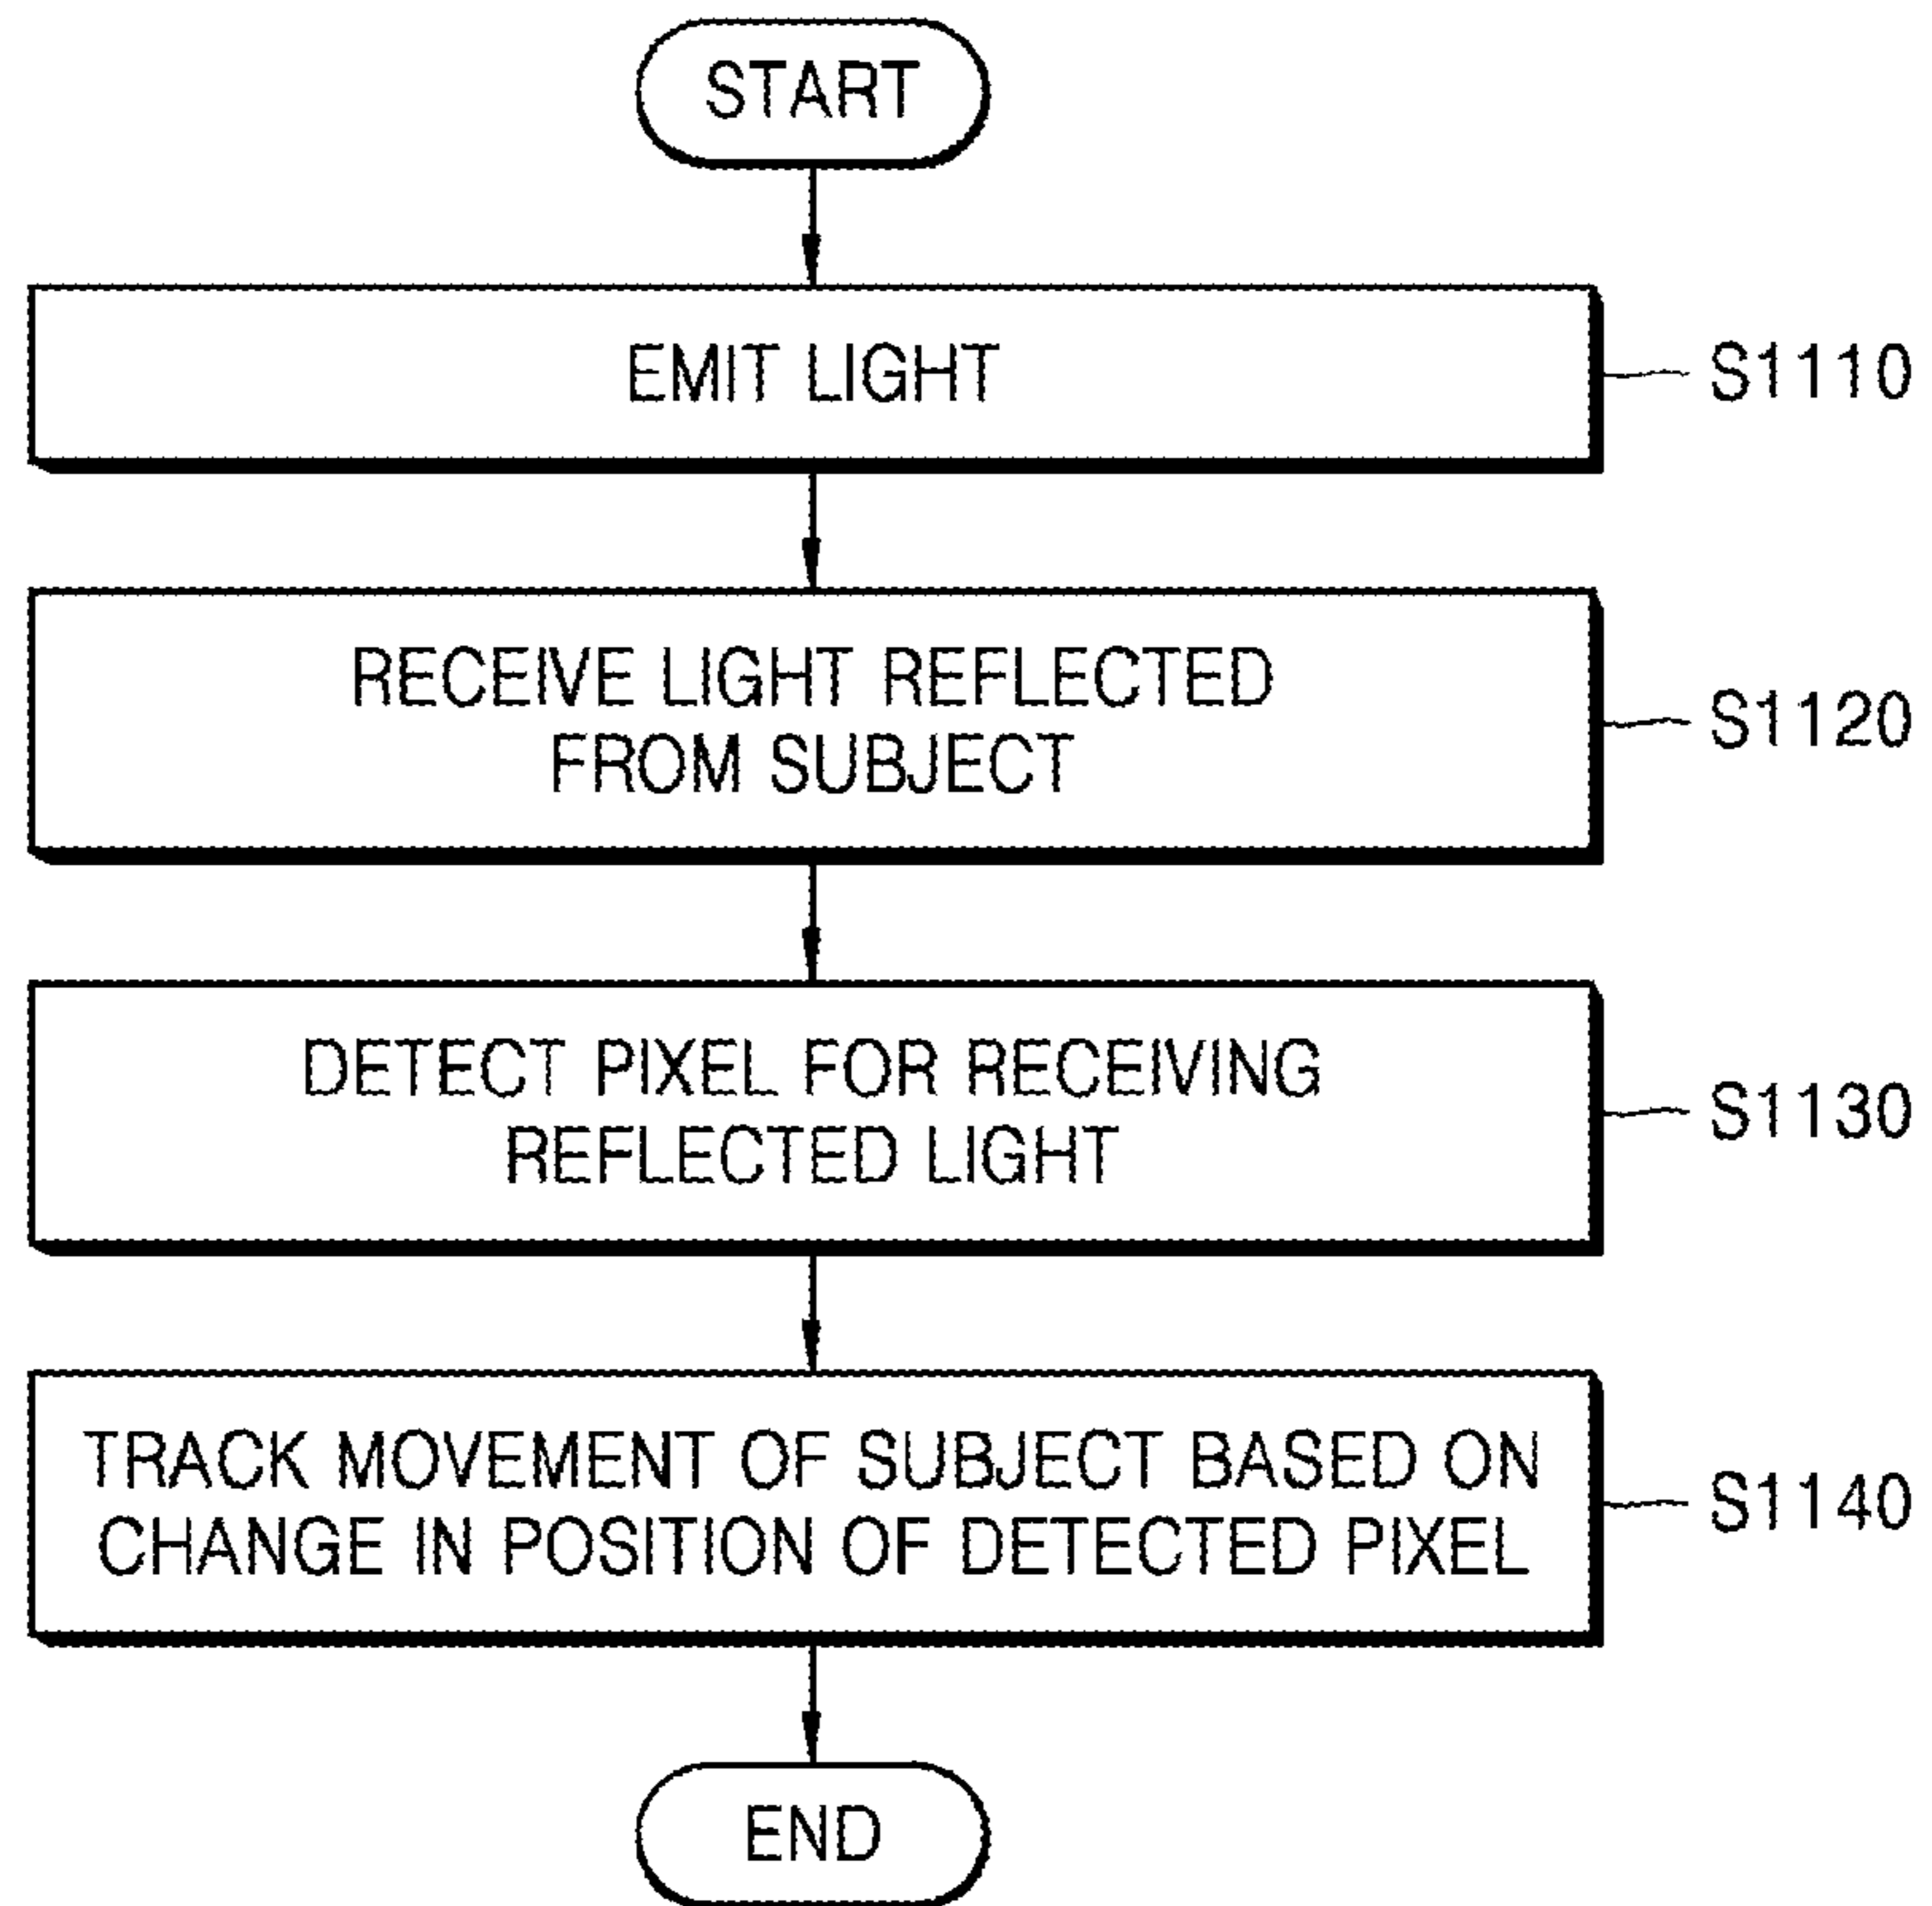 START
EMIT LIGHT
S1110
RECEIVE LIGHT REFLECTED
FROM SUBJECT
S1120
DETECT PIXEL FOR RECEIVING
REFLECTED LIGHT
S1130
TRACK MOVEMENT OF SUBJECT BASED ON
CHANGE IN POSITION OF DETECTED PIXEL
S1140
END